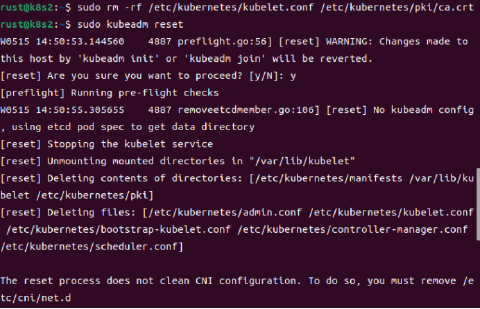 rust@k8s2:~$ sudo rm -rf /etc/kubernetes/kubelet.conf /etc/kubernetes/pki/ca.crt
rust@k8s2:~$ sudo kubeadm reset
W0515 14:50:53.144560    4887 preflight.go:56] [reset] WARNING: Changes made to
this host by 'kubeadm init' or 'kubeadm join' will be reverted.
[reset] Are you sure you want to proceed? [y/N]: y
[preflight] Running pre-flight checks
W0515 14:50:55.305655    4887 removeetcdmember.go:106] [reset] No kubeadm config
, using etcd pod spec to get data directory
[reset] Stopping the kubelet service
[reset] Unmounting mounted directories in "/var/lib/kubelet"
[reset] Deleting contents of directories: [/etc/kubernetes/manifests /var/lib/ku
belet /etc/kubernetes/pki]
[reset] Deleting files: [/etc/kubernetes/admin.conf /etc/kubernetes/kubelet.conf
 /etc/kubernetes/bootstrap-kubelet.conf /etc/kubernetes/controller-manager.conf
/etc/kubernetes/scheduler.conf]

The reset process does not clean CNI configuration. To do so, you must remove /e
tc/cni/net.d